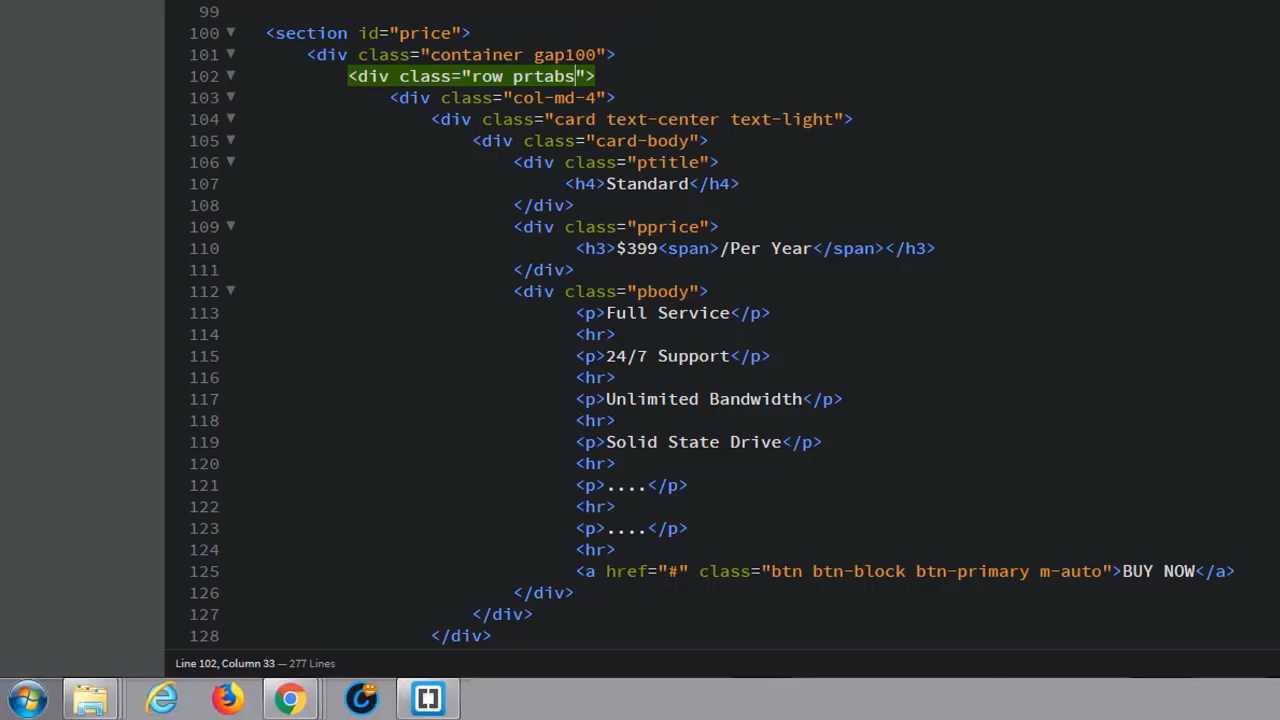 99
100 <section id="price">
101 <div class="container gap100">
102 <div class="row prtabs">
103 <div class="col-md-4">
104 <div class="card text-center text-light">
105 <div class="card-body">
106 <div class="ptitle">
107 <h4>Standard</h4>
108 </div>
109 <div class="pprice">
110 <h3>$399<span>/Per Year</span></h3>
111 </div>
112 <div class="pbody">
113 <p>Full Service</p>
114 <hr>
115 <p>24/7 Support</p>
116 <hr>
117 <p>Unlimited Bandwidth</p>
118 <hr>
119 <p>Solid State Drive</p>
120 <hr>
121 <p>....</p>
122 <hr>
123 <p>....</p>
124 <hr>
125 <a href="#" class="btn btn-block btn-primary m-auto">BUY NOW</a>
126 </div>
127 </div>
128 </div>
Line 102, Column 33 — 277 Lines